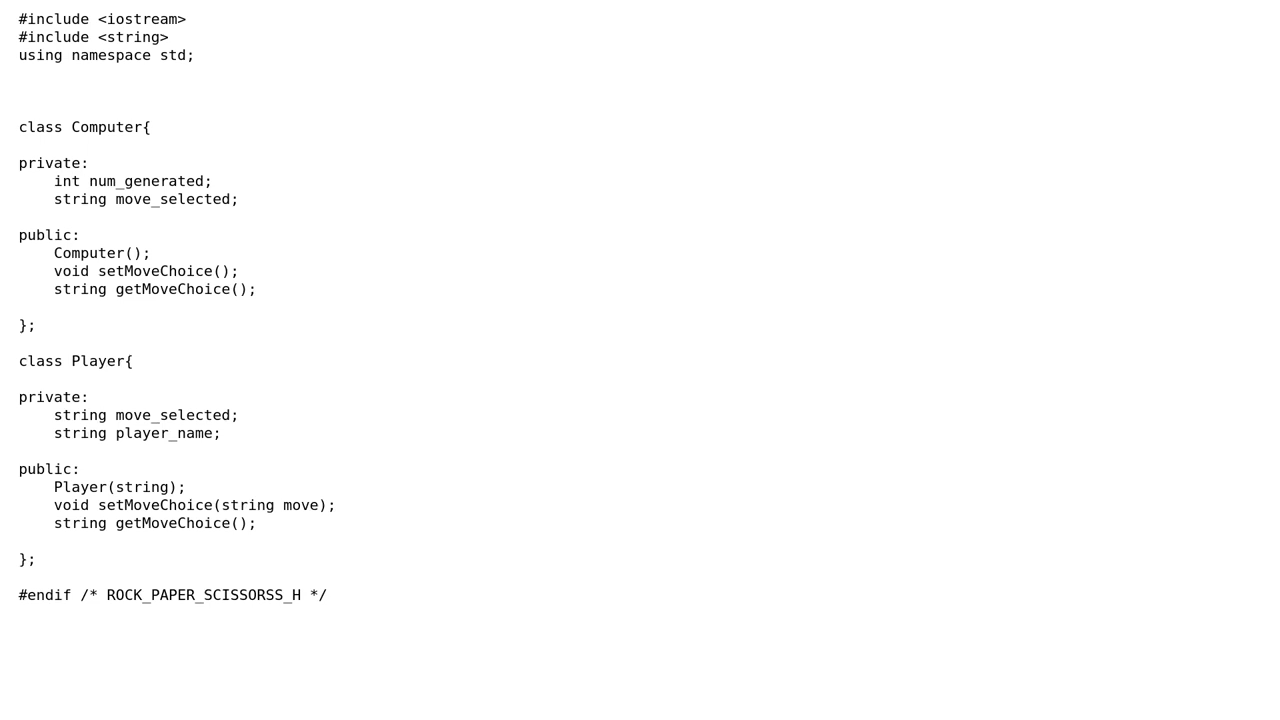 #include <iostream>
#include <string>
using namespace std;
class Computer{
private:
    int num_generated;
    string move_selected;
public:
    Computer();
    void setMoveChoice();
    string getMoveChoice();
};
class Player{
private:
    string move_selected;
    string player_name;
public:
    Player(string);
    void setMoveChoice(string move);
    string getMoveChoice();
};
#endif /* ROCK_PAPER_SCISSORSS_H */